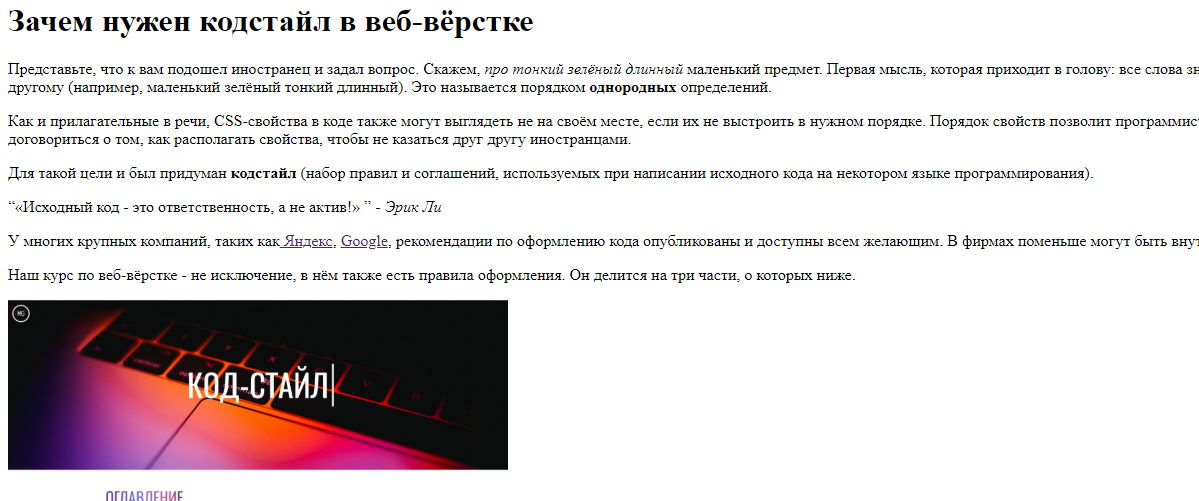 Зачем нужен кодстайл в веб-вёрстке
Представьте, что к вам подошел иностранец и задал вопрос. Скажем, про тонкий зелёный длинный маленький предмет. Первая мысль, которая приходит в голову: все слова
другому (например, маленький зелёный тонкий длинный). Это называется порядком однородных определений.
Как и прилагательные в речи, CSS-свойства в коде также могут выглядеть не на своём месте, если их не выстроить в нужном порядке. Порядок свойств позволит
договориться о том, как располагать свойства, чтобы не казаться друг другу иностранцами.
Для такой цели и был придуман кодстайл (набор правил и соглашений, используемых при написании исходного кода на некотором языке программирования).
“«Исходный код - это ответственность, а не актив!» ” - Эрик Ли
У многих крупных компаний, таких как Яндекс, Google, рекомендации по оформлению кода опубликованы и доступны всем желающим. В фирмах поменьше могут быть
Наш курс по веб-вёрстке - не исключение, в нём также есть правила оформления. Он делится на три части, о которых ниже.
MG
control
КОД-СТАЙЛ
ОГЛАВЛЕНИЕ